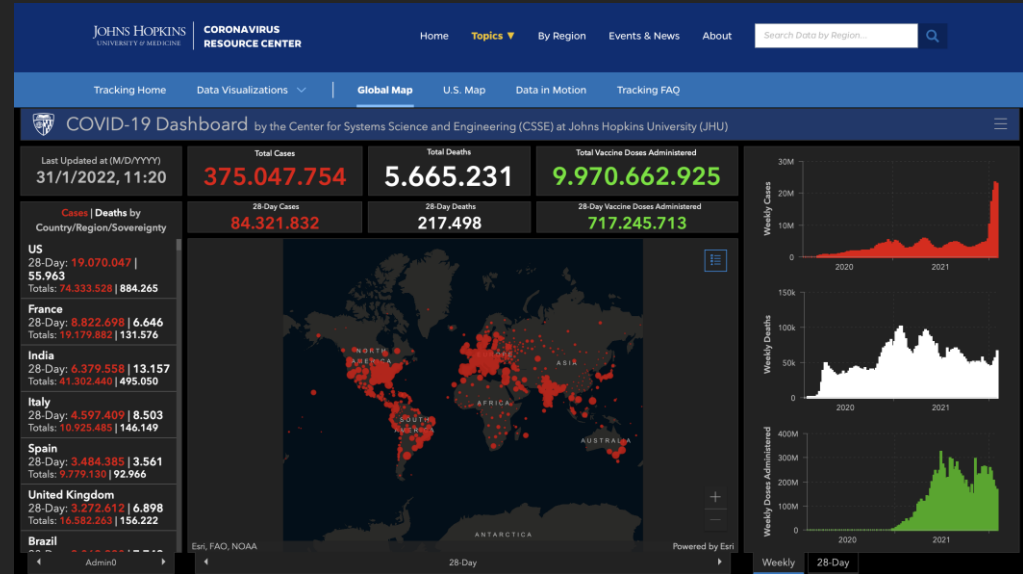 JOHNS HOPKINS
UNIVERSITY & MEDICINE
CORONAVIRUS
RESOURCE CENTER
Home
Topics ▼
By Region
Events & News
About
Search Data by Region...
Tracking Home
Data Visualizations
Global Map
U.S. Map
Data in Motion
Tracking FAQ
COVID-19 Dashboard by the Center for Systems Science and Engineering (CSSE) at Johns Hopkins University (JHU)
Last Updated at (M/D/YYYY)
31/1/2022, 11:20
Total Cases
375.047.754
Total Deaths
5.665.231
Total Vaccine Doses Administered
9.970.662.925
28-Day Cases
84.321.832
28-Day Deaths
217.498
28-Day Vaccine Doses Administered
717.245.713
Cases | Deaths by
Country/Region/Sovereignty
US
28-Day: 19.070.047 |
55.963
Totals: 74.333.528 | 884.265
France
28-Day: 8.822.698 | 6.646
Totals: 19.179.882 | 131.576
India
28-Day: 6.379.558 | 13.157
Totals: 41.302.440 | 495.050
Italy
28-Day: 4.597.409 | 8.503
Totals: 10.925.485 | 146.149
Spain
28-Day: 3.484.385 | 3.561
Totals: 9.779.130 | 92.966
United Kingdom
28-Day: 3.272.612 | 6.898
Totals: 16.582.263 | 156.222
Brazil
Admin0
NORTH
AMERICA
SOUTH
AMERICA
EUROPE
ASIA
AFRICA
AUSTRALIA
ANTARCTICA
+
−
Esri, FAO, NOAA
Powered by Esri
28-Day
Weekly Cases
30M
20M
10M
0
2020
2021
Weekly Deaths
150k
100k
50k
0
2020
2021
Weekly Doses Administered
400M
300M
200M
100M
0
2020
2021
Weekly
28-Day